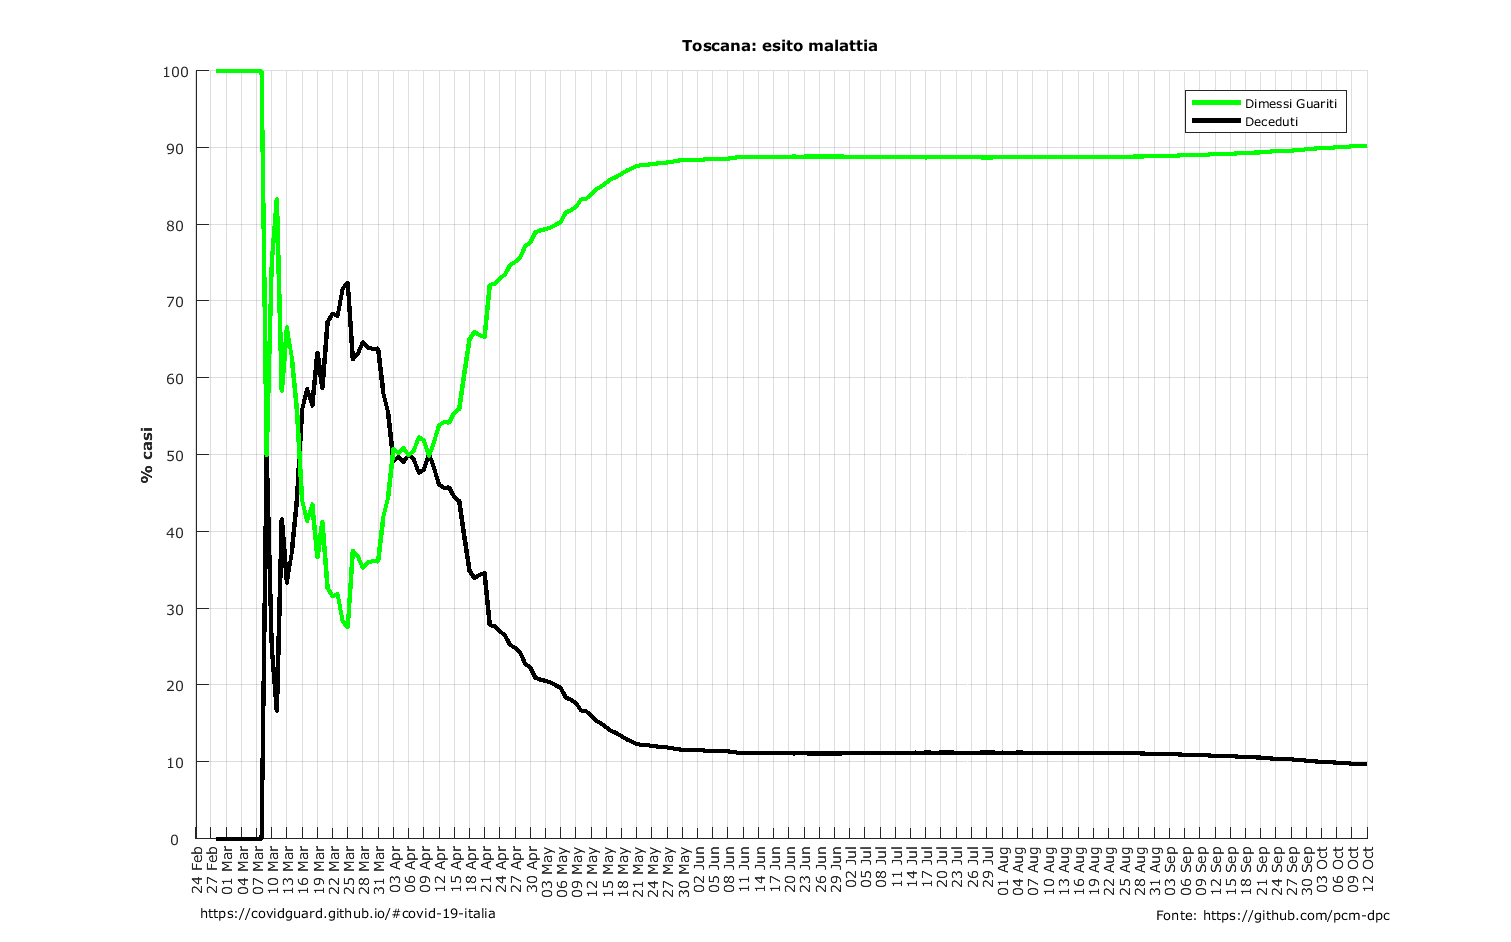 Toscana: esito malattia
100
90
80
70
60
50
40
30
20
10
0
% casi
Dimessi Guariti
Deceduti
24 Feb
27 Feb
01 Mar
04 Mar
07 Mar
10 Mar
13 Mar
16 Mar
19 Mar
22 Mar
25 Mar
28 Mar
31 Mar
03 Apr
06 Apr
09 Apr
12 Apr
15 Apr
18 Apr
21 Apr
24 Apr
27 Apr
30 Apr
03 May
06 May
09 May
12 May
15 May
18 May
21 May
24 May
27 May
30 May
02 Jun
05 Jun
08 Jun
11 Jun
14 Jun
17 Jun
20 Jun
23 Jun
26 Jun
29 Jun
02 Jul
05 Jul
08 Jul
11 Jul
14 Jul
17 Jul
20 Jul
23 Jul
26 Jul
29 Jul
01 Aug
04 Aug
07 Aug
10 Aug
13 Aug
16 Aug
19 Aug
22 Aug
25 Aug
28 Aug
31 Aug
03 Sep
06 Sep
09 Sep
12 Sep
15 Sep
18 Sep
21 Sep
24 Sep
27 Sep
30 Sep
03 Oct
06 Oct
09 Oct
12 Oct
https://covidguard.github.io/#covid-19-italia
Fonte: https://github.com/pcm-dpc